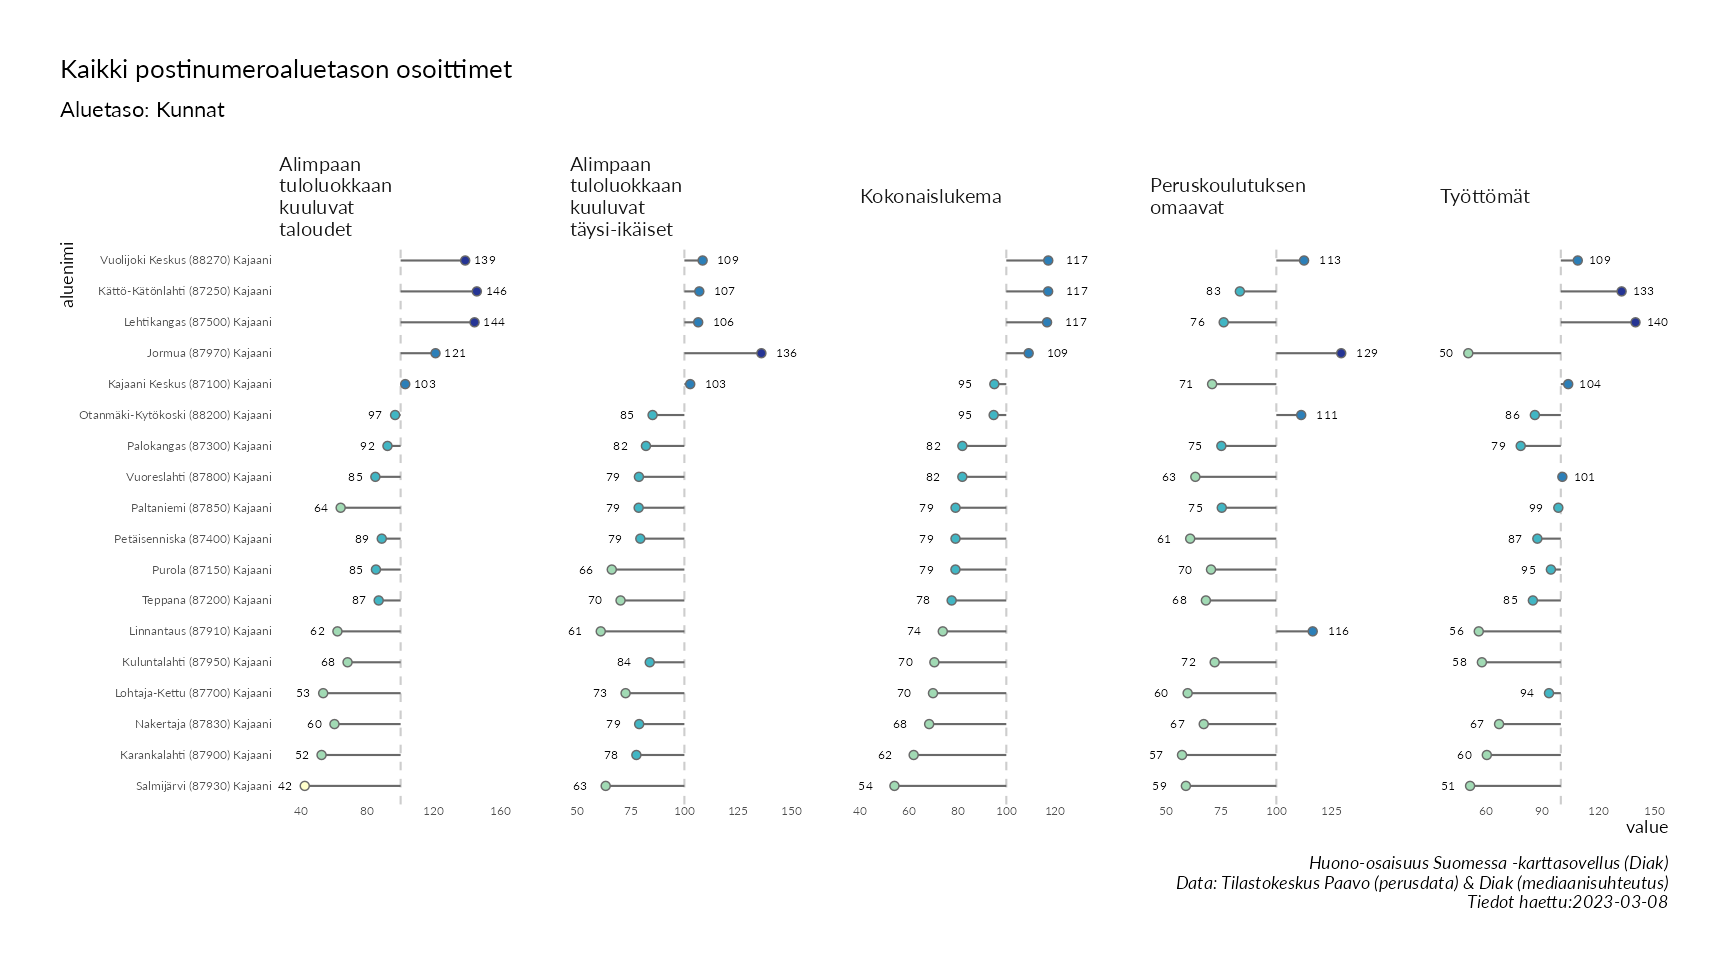 Kaikki postinumeroaluetason osoittimet
Aluetaso: Kunnat
Alimpaan
tuloluokkaan
kuuluvat
taloudet
Alimpaan
tuloluokkaan
kuuluvat
täysi-ikäiset
Kokonaislukema
Peruskoulutuksen
omaavat
Työttömät
aluenimi
Vuolijoki Keskus (88270) Kajaani 139 109 117 113 109
Kättö-Kätönlahti (87250) Kajaani 146 107 117 83 133
Lehtikangas (87500) Kajaani 144 106 117 76 140
Jormua (87970) Kajaani 121 136 109 129 50
Kajaani Keskus (87100) Kajaani 103 103 95 71 104
Otanmäki-Kytökoski (88200) Kajaani 97 85 95 111 86
Palokangas (87300) Kajaani 92 82 82 75 79
Vuoreslahti (87800) Kajaani 85 79 82 63 101
Paltaniemi (87850) Kajaani 64 79 79 75 99
Petäisenniska (87400) Kajaani 89 79 79 61 87
Purola (87150) Kajaani 85 66 79 70 95
Teppana (87200) Kajaani 87 70 78 68 85
Linnantaus (87910) Kajaani 62 61 74 116 56
Kuluntalahti (87950) Kajaani 68 84 70 72 58
Lohtaja-Kettu (87700) Kajaani 53 73 70 60 94
Nakertaja (87830) Kajaani 60 79 68 67 67
Karankalahti (87900) Kajaani 52 78 62 57 60
Salmijärvi (87930) Kajaani 42 63 54 59 51
40 80 120 160 50 75 100 125 150 40 60 80 100 120 50 75 100 125 60 90 120 150
value
Huono-osaisuus Suomessa -karttasovellus (Diak)
Data: Tilastokeskus Paavo (perusdata) & Diak (mediaanisuhteutus)
Tiedot haettu:2023-03-08